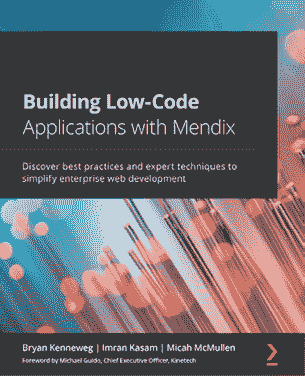 Building Low-Code
Applications with Mendix
Discover best practices and expert techniques to
simplify enterprise web development
Bryan Kenneweg | Imran Kasam | Micah McMullen
Foreword by Michael Guido, Chief Executive Officer, Kinetech